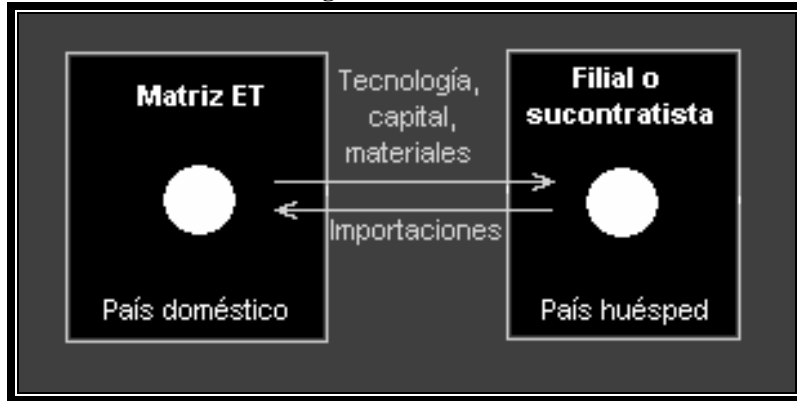 Matriz ET
Tecnología,
capital,
materiales
Filial o
sucontratista
Importaciones
País doméstico
País huésped